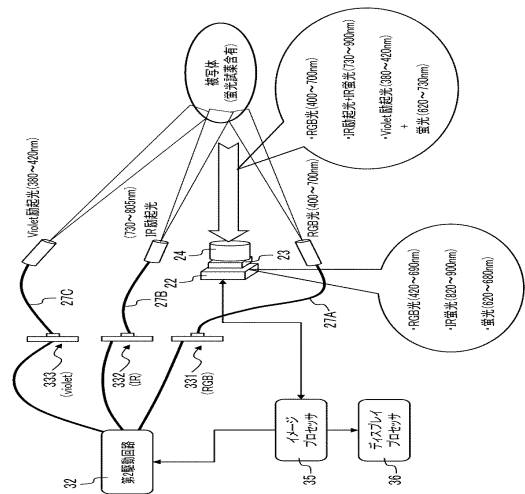 被写体
(蛍光試薬含有)
・RGB光(400~700nm)
・IR励起光+IR蛍光(730~900nm)
・Violet励起光(380~420nm)
+
蛍光(620~730nm)
Violet励起光(380~420nm)
(730~805nm)
IR励起光
RGB光(400~700nm)
24
23
22
27C
27B
27A
・RGB光(420~690nm)
・IR蛍光(820~900nm)
・蛍光(620~680nm)
333
(violet)
332
(IR)
331
(RGB)
第2駆動回路
32
イメージ
プロセッサ
35
ディスプレイ
プロセッサ
36